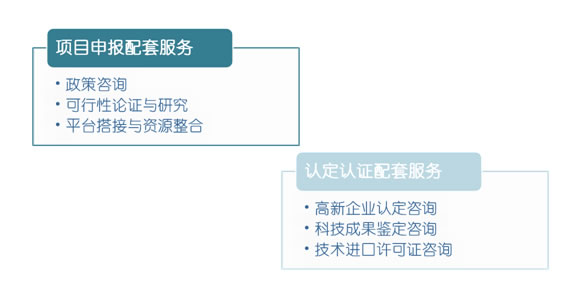 项目申报配套服务
• 政策咨询
• 可行性论证与研究
• 平台搭接与资源整合
认定认证配套服务
• 高新企业认定咨询
• 科技成果鉴定咨询
• 技术进口许可证咨询